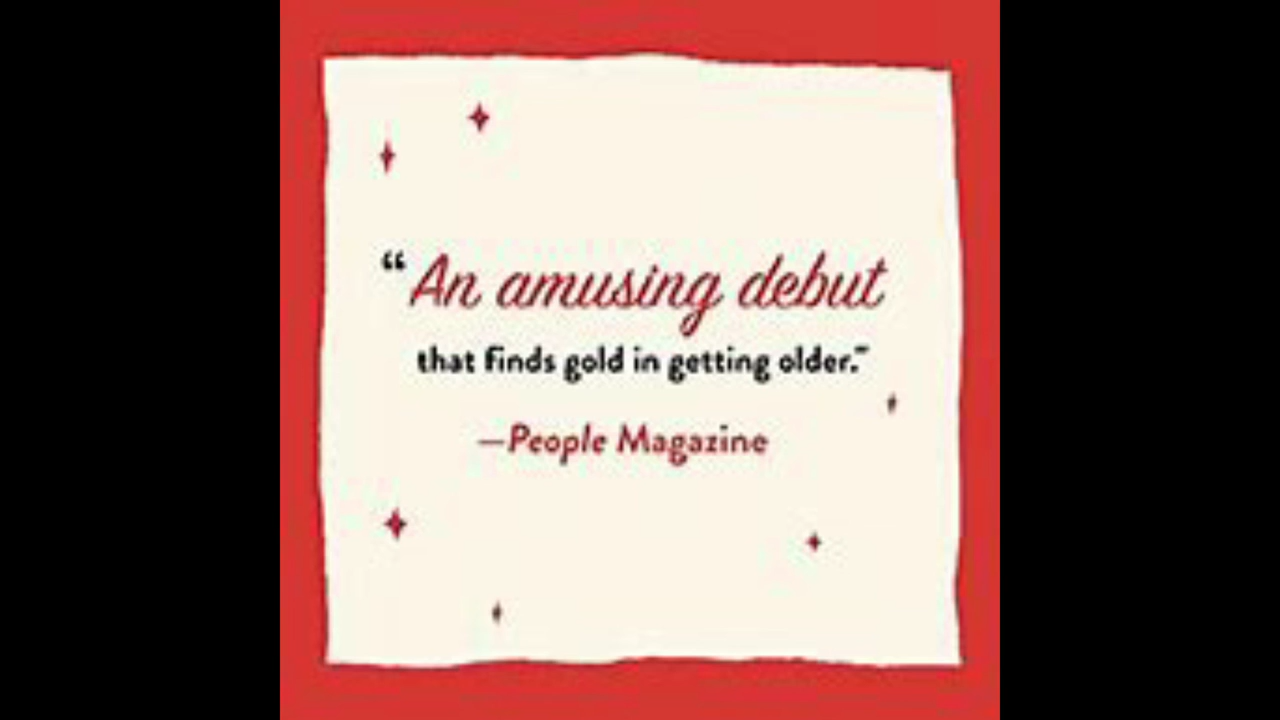 “An amusing debut
that finds gold in getting older.”
—People Magazine